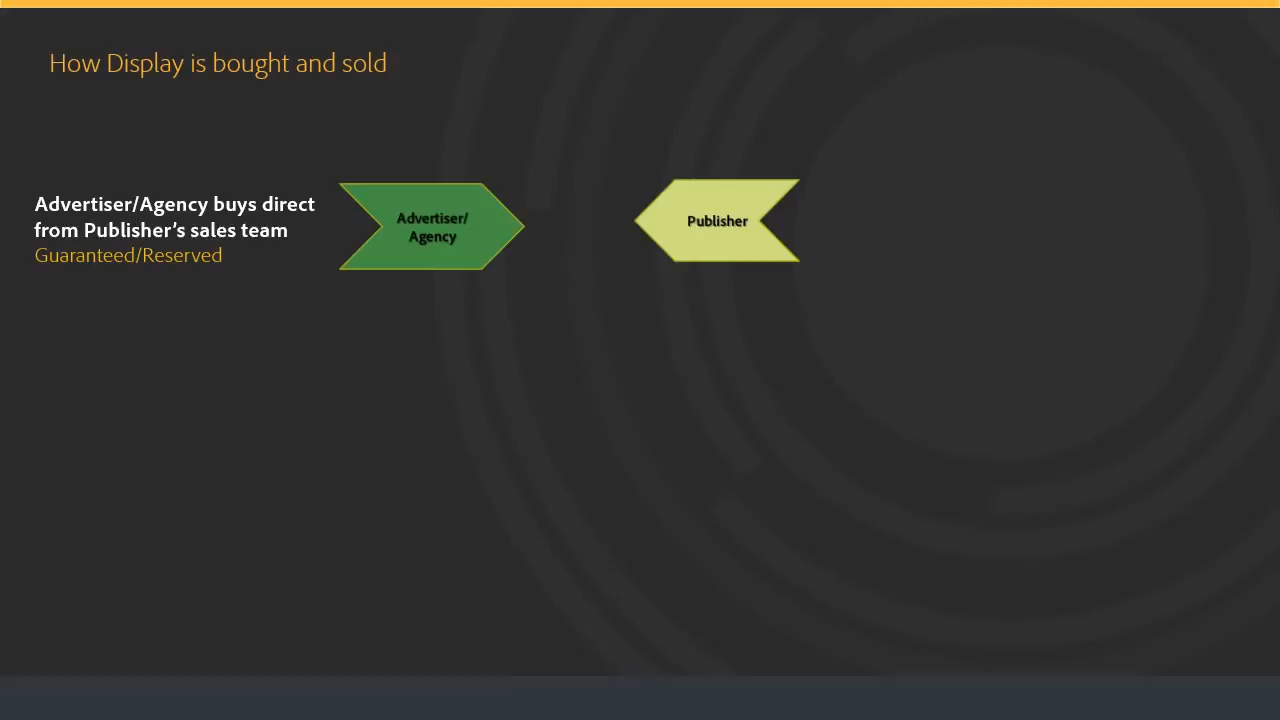 How Display is bought and sold
Advertiser/Agency buys direct
from Publisher’s sales team
Guaranteed/Reserved
Advertiser/
Agency
Publisher